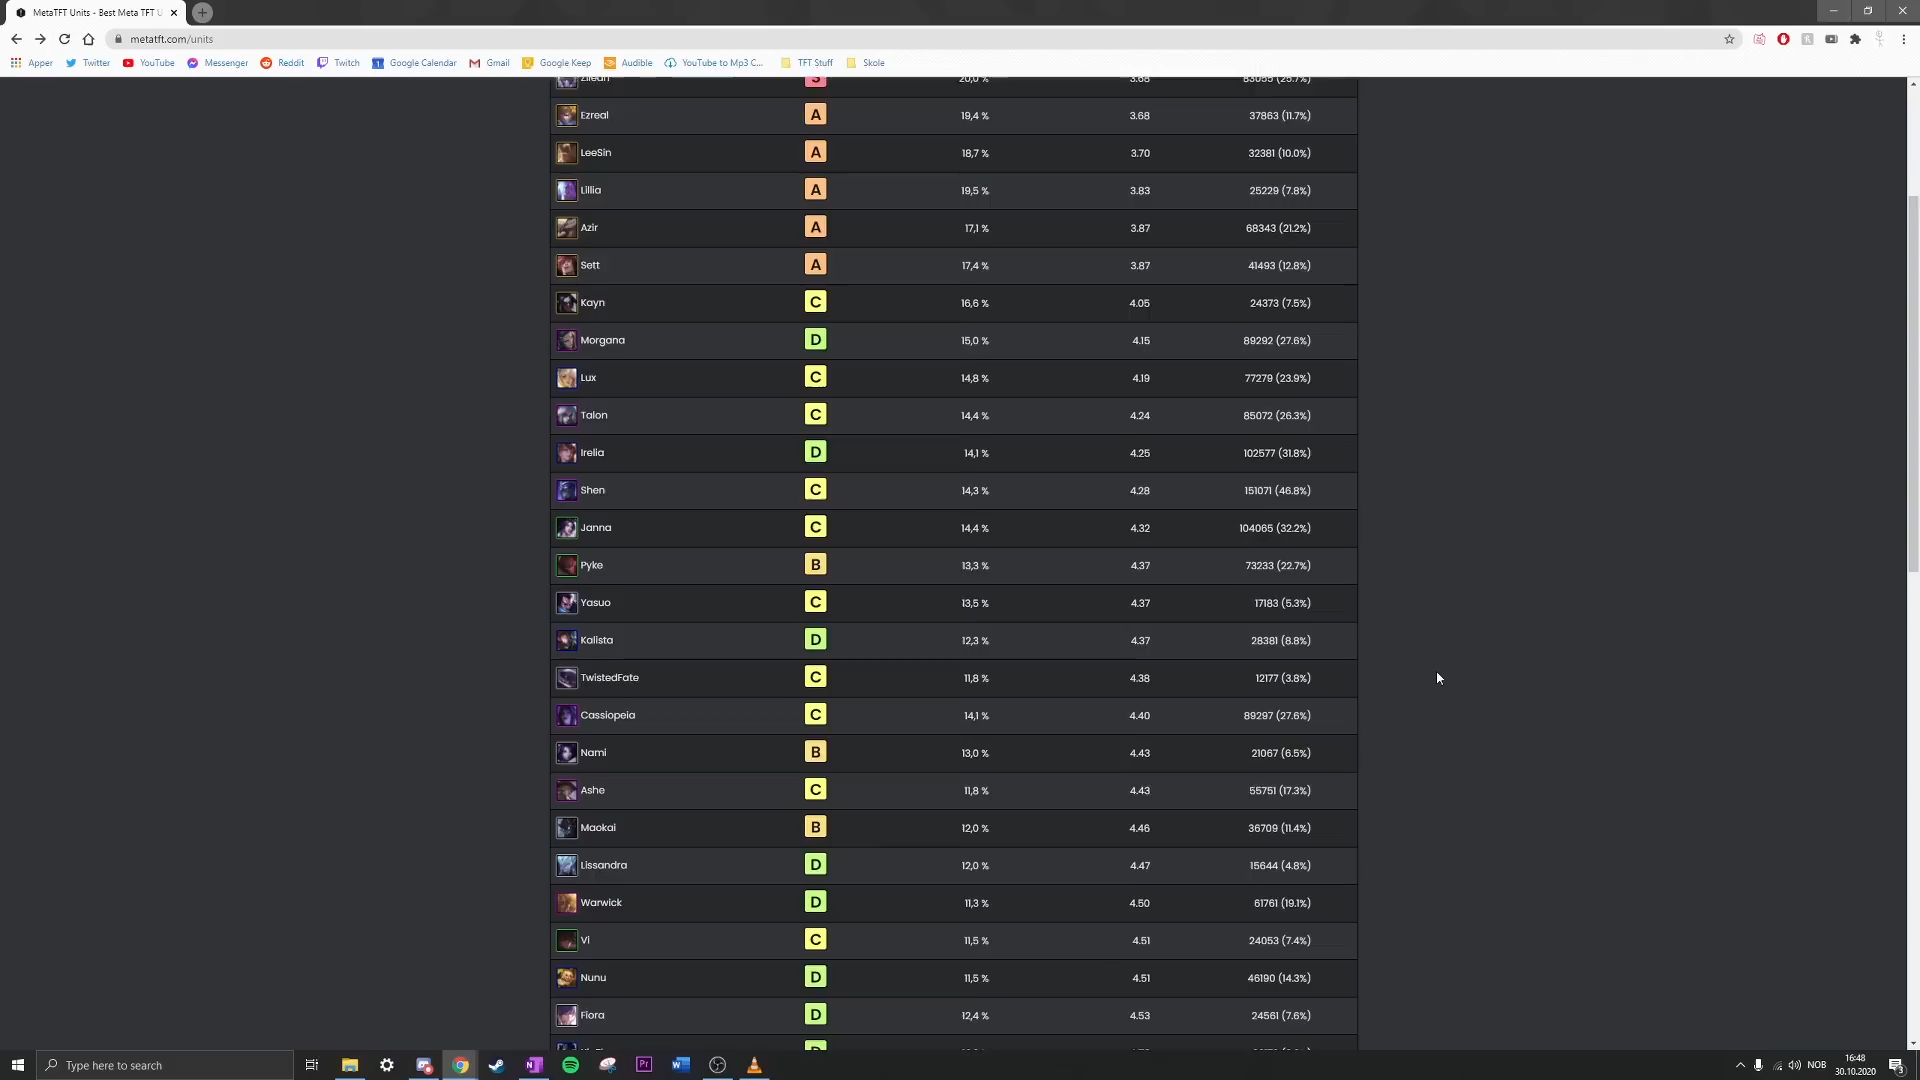 MetaTFT Units - Best Meta TFT U
metatft.com/units
Apper Twitter YouTube Messenger Reddit Twitch Google Calendar Gmail Google Keep Audible YouTube to Mp3 C... TFT Stuff Skole
Zilean S 20,0 % 3.68 83055 (25.7%)
Ezreal A 19,4 % 3.68 37863 (11.7%)
LeeSin A 18,7 % 3.70 32381 (10.0%)
Lillia A 19,5 % 3.83 25229 (7.8%)
Azir A 17,1 % 3.87 68343 (21.2%)
Sett A 17,4 % 3.87 41493 (12.8%)
Kayn C 16,6 % 4.05 24373 (7.5%)
Morgana D 15,0 % 4.15 89292 (27.6%)
Lux C 14,8 % 4.19 77279 (23.9%)
Talon C 14,4 % 4.24 85072 (26.3%)
Irelia D 14,1 % 4.25 102577 (31.8%)
Shen C 14,3 % 4.28 151071 (46.8%)
Janna C 14,4 % 4.32 104065 (32.2%)
Pyke B 13,3 % 4.37 73233 (22.7%)
Yasuo C 13,5 % 4.37 17183 (5.3%)
Kalista D 12,3 % 4.37 28381 (8.8%)
TwistedFate C 11,8 % 4.38 12177 (3.8%)
Cassiopeia C 14,1 % 4.40 89297 (27.6%)
Nami B 13,0 % 4.43 21067 (6.5%)
Ashe C 11,8 % 4.43 55751 (17.3%)
Maokai B 12,0 % 4.46 36709 (11.4%)
Lissandra D 12,0 % 4.47 15644 (4.8%)
Warwick D 11,3 % 4.50 61761 (19.1%)
Vi C 11,5 % 4.51 24053 (7.4%)
Nunu D 11,5 % 4.51 46190 (14.3%)
Fiora D 12,4 % 4.53 24561 (7.6%)
D
Type here to search
NOB
16:48
30.10.2020
3